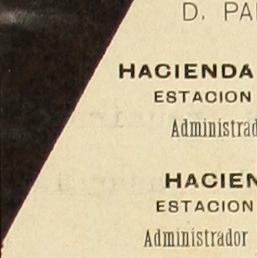 D. PA
HACIENDA
ESTACION
Administrad
HACIEN
ESTACION
Administrador